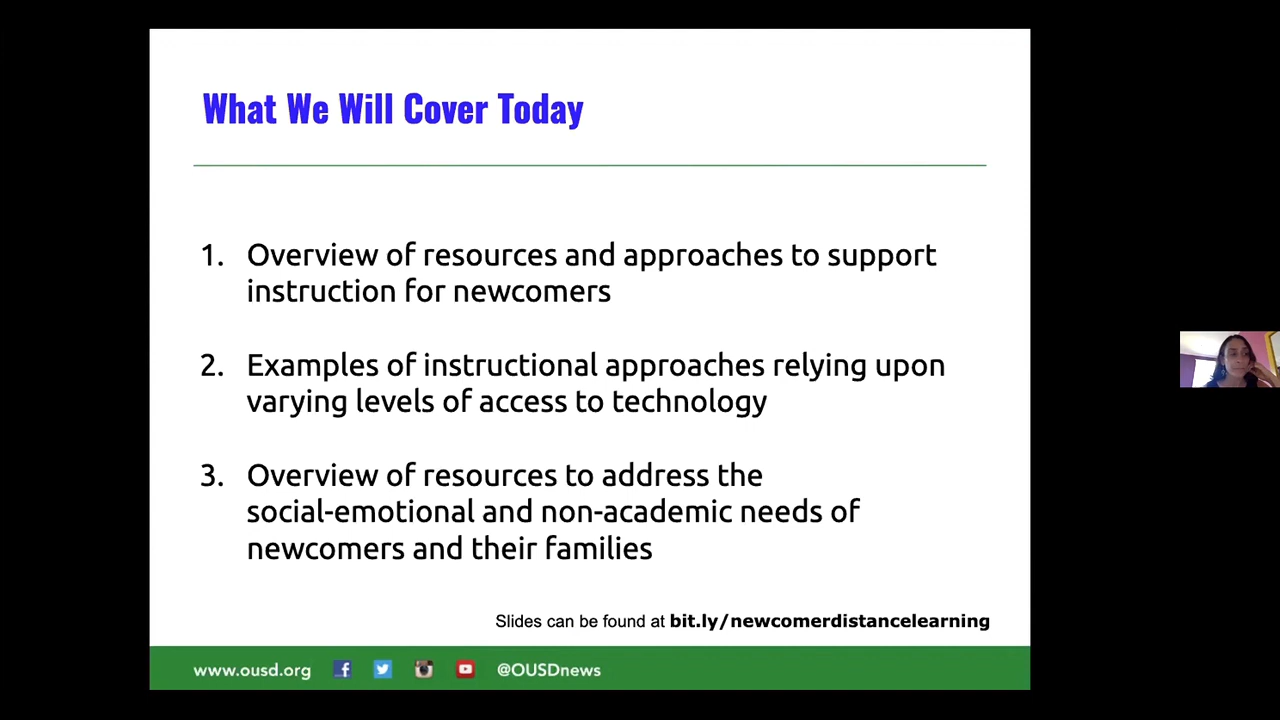 What We Will Cover Today
1. Overview of resources and approaches to support
instruction for newcomers
2. Examples of instructional approaches relying upon
varying levels of access to technology
3. Overview of resources to address the
social-emotional and non-academic needs of
newcomers and their families
Slides can be found at bit.ly/newcomerdistancelearning
www.ousd.org @OUSDnews